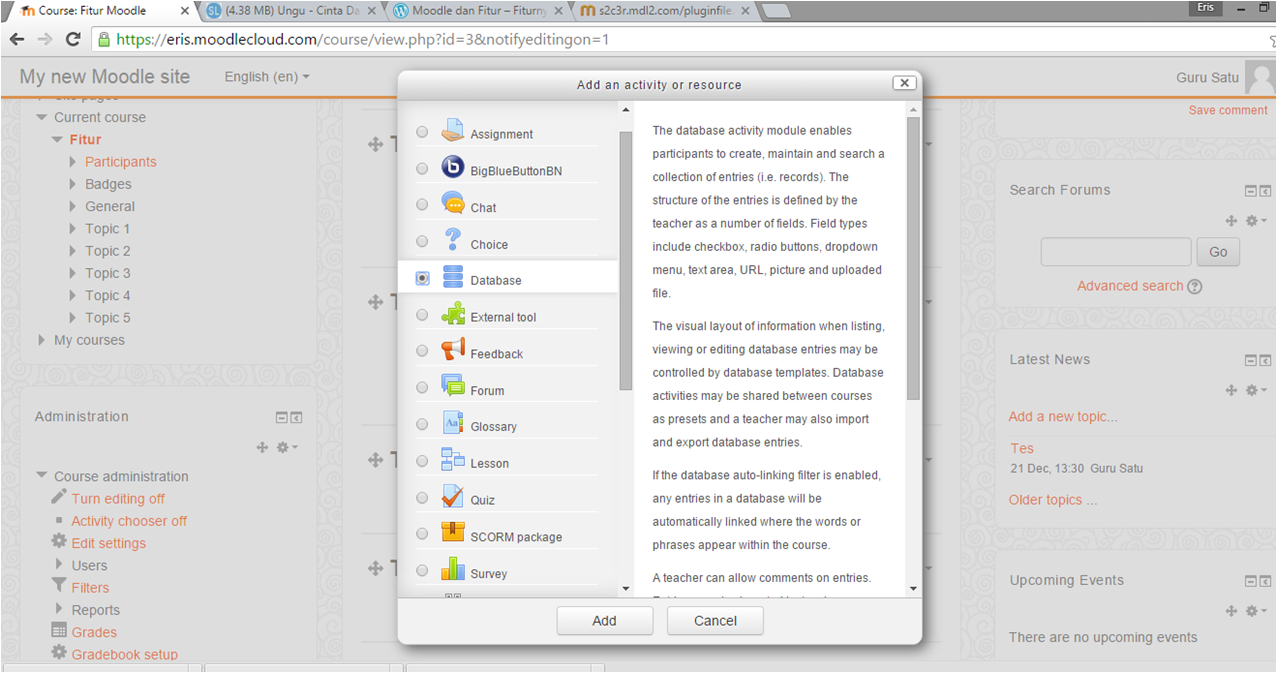 Course: Fitur Moodle
(4.38 MB) Ungu - Cinta Da
Moodle dan Fitur – Fiturny
s2c3r.mdl2.com/pluginfile.
Eris
https://eris.moodlecloud.com/course/view.php?id=3&notifyeditingon=1
My new Moodle site
English (en)
Guru Satu
Current course
Fitur
Participants
Badges
General
Topic 1
Topic 2
Topic 3
Topic 4
Topic 5
My courses
Administration
Course administration
Turn editing off
Activity chooser off
Edit settings
Users
Filters
Reports
Grades
Gradebook setup
Add an activity or resource
Assignment
BigBlueButtonBN
Chat
Choice
Database
External tool
Feedback
Forum
Glossary
Lesson
Quiz
SCORM package
Survey
The database activity module enables
participants to create, maintain and search a
collection of entries (i.e. records). The
structure of the entries is defined by the
teacher as a number of fields. Field types
include checkbox, radio buttons, dropdown
menu, text area, URL, picture and uploaded
file.
The visual layout of information when listing,
viewing or editing database entries may be
controlled by database templates. Database
activities may be shared between courses
as presets and a teacher may also import
and export database entries.
If the database auto-linking filter is enabled,
any entries in a database will be
automatically linked where the words or
phrases appear within the course.
A teacher can allow comments on entries.
Add
Cancel
Save comment
Search Forums
Go
Advanced search
Latest News
Add a new topic...
Tes
21 Dec, 13:30 Guru Satu
Older topics ...
Upcoming Events
There are no upcoming events